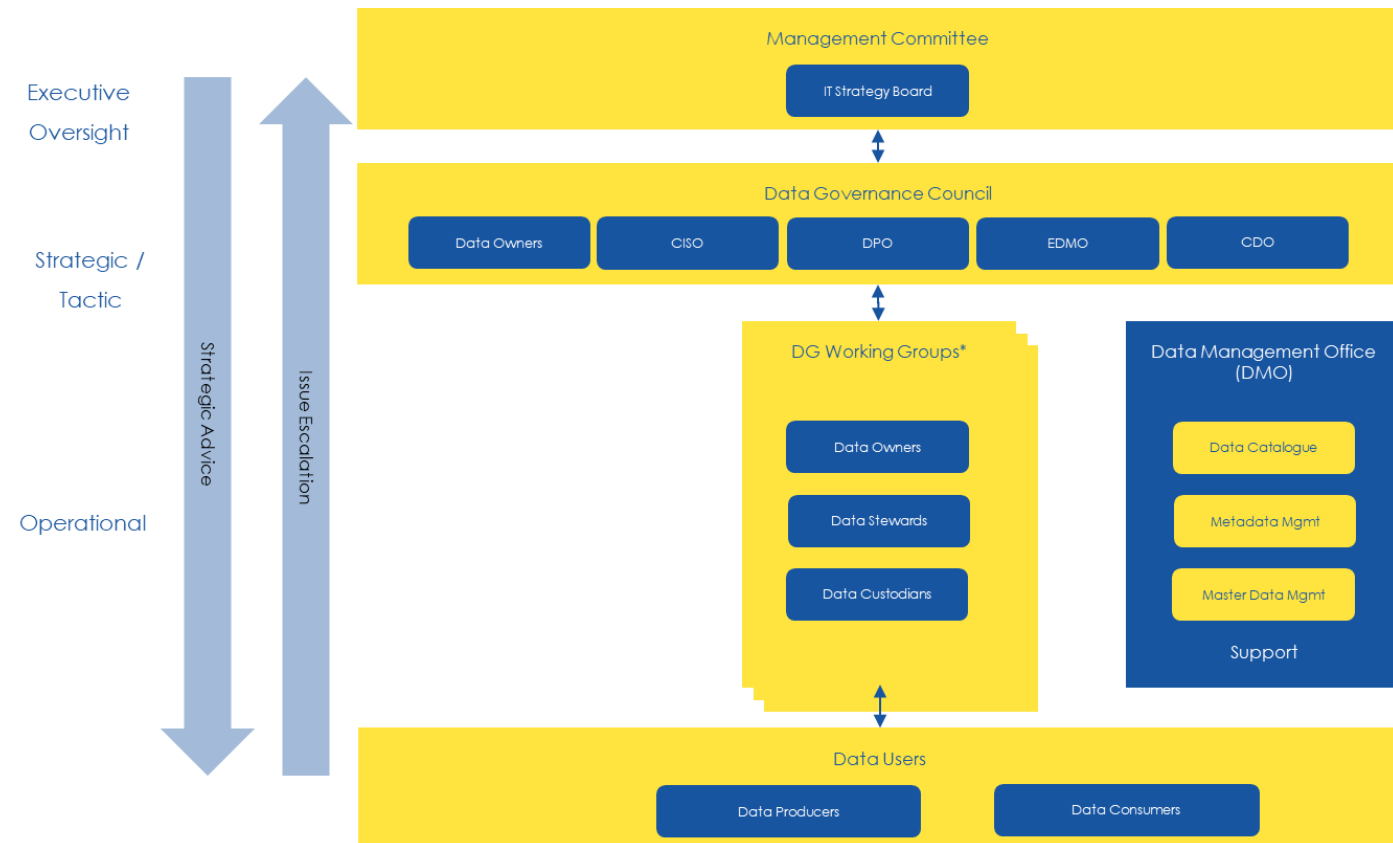 Management Committee
IT Strategy Board
Executive
Oversight
Data Governance Council
Data Owners
CISO
DPO
EDMO
CDO
Strategic /
Tactic
Strategic Advice
Issue Escalation
DG Working Groups*
Data Owners
Data Stewards
Data Custodians
Data Management Office
(DMO)
Data Catalogue
Metadata Mgmt
Master Data Mgmt
Support
Operational
Data Users
Data Producers
Data Consumers